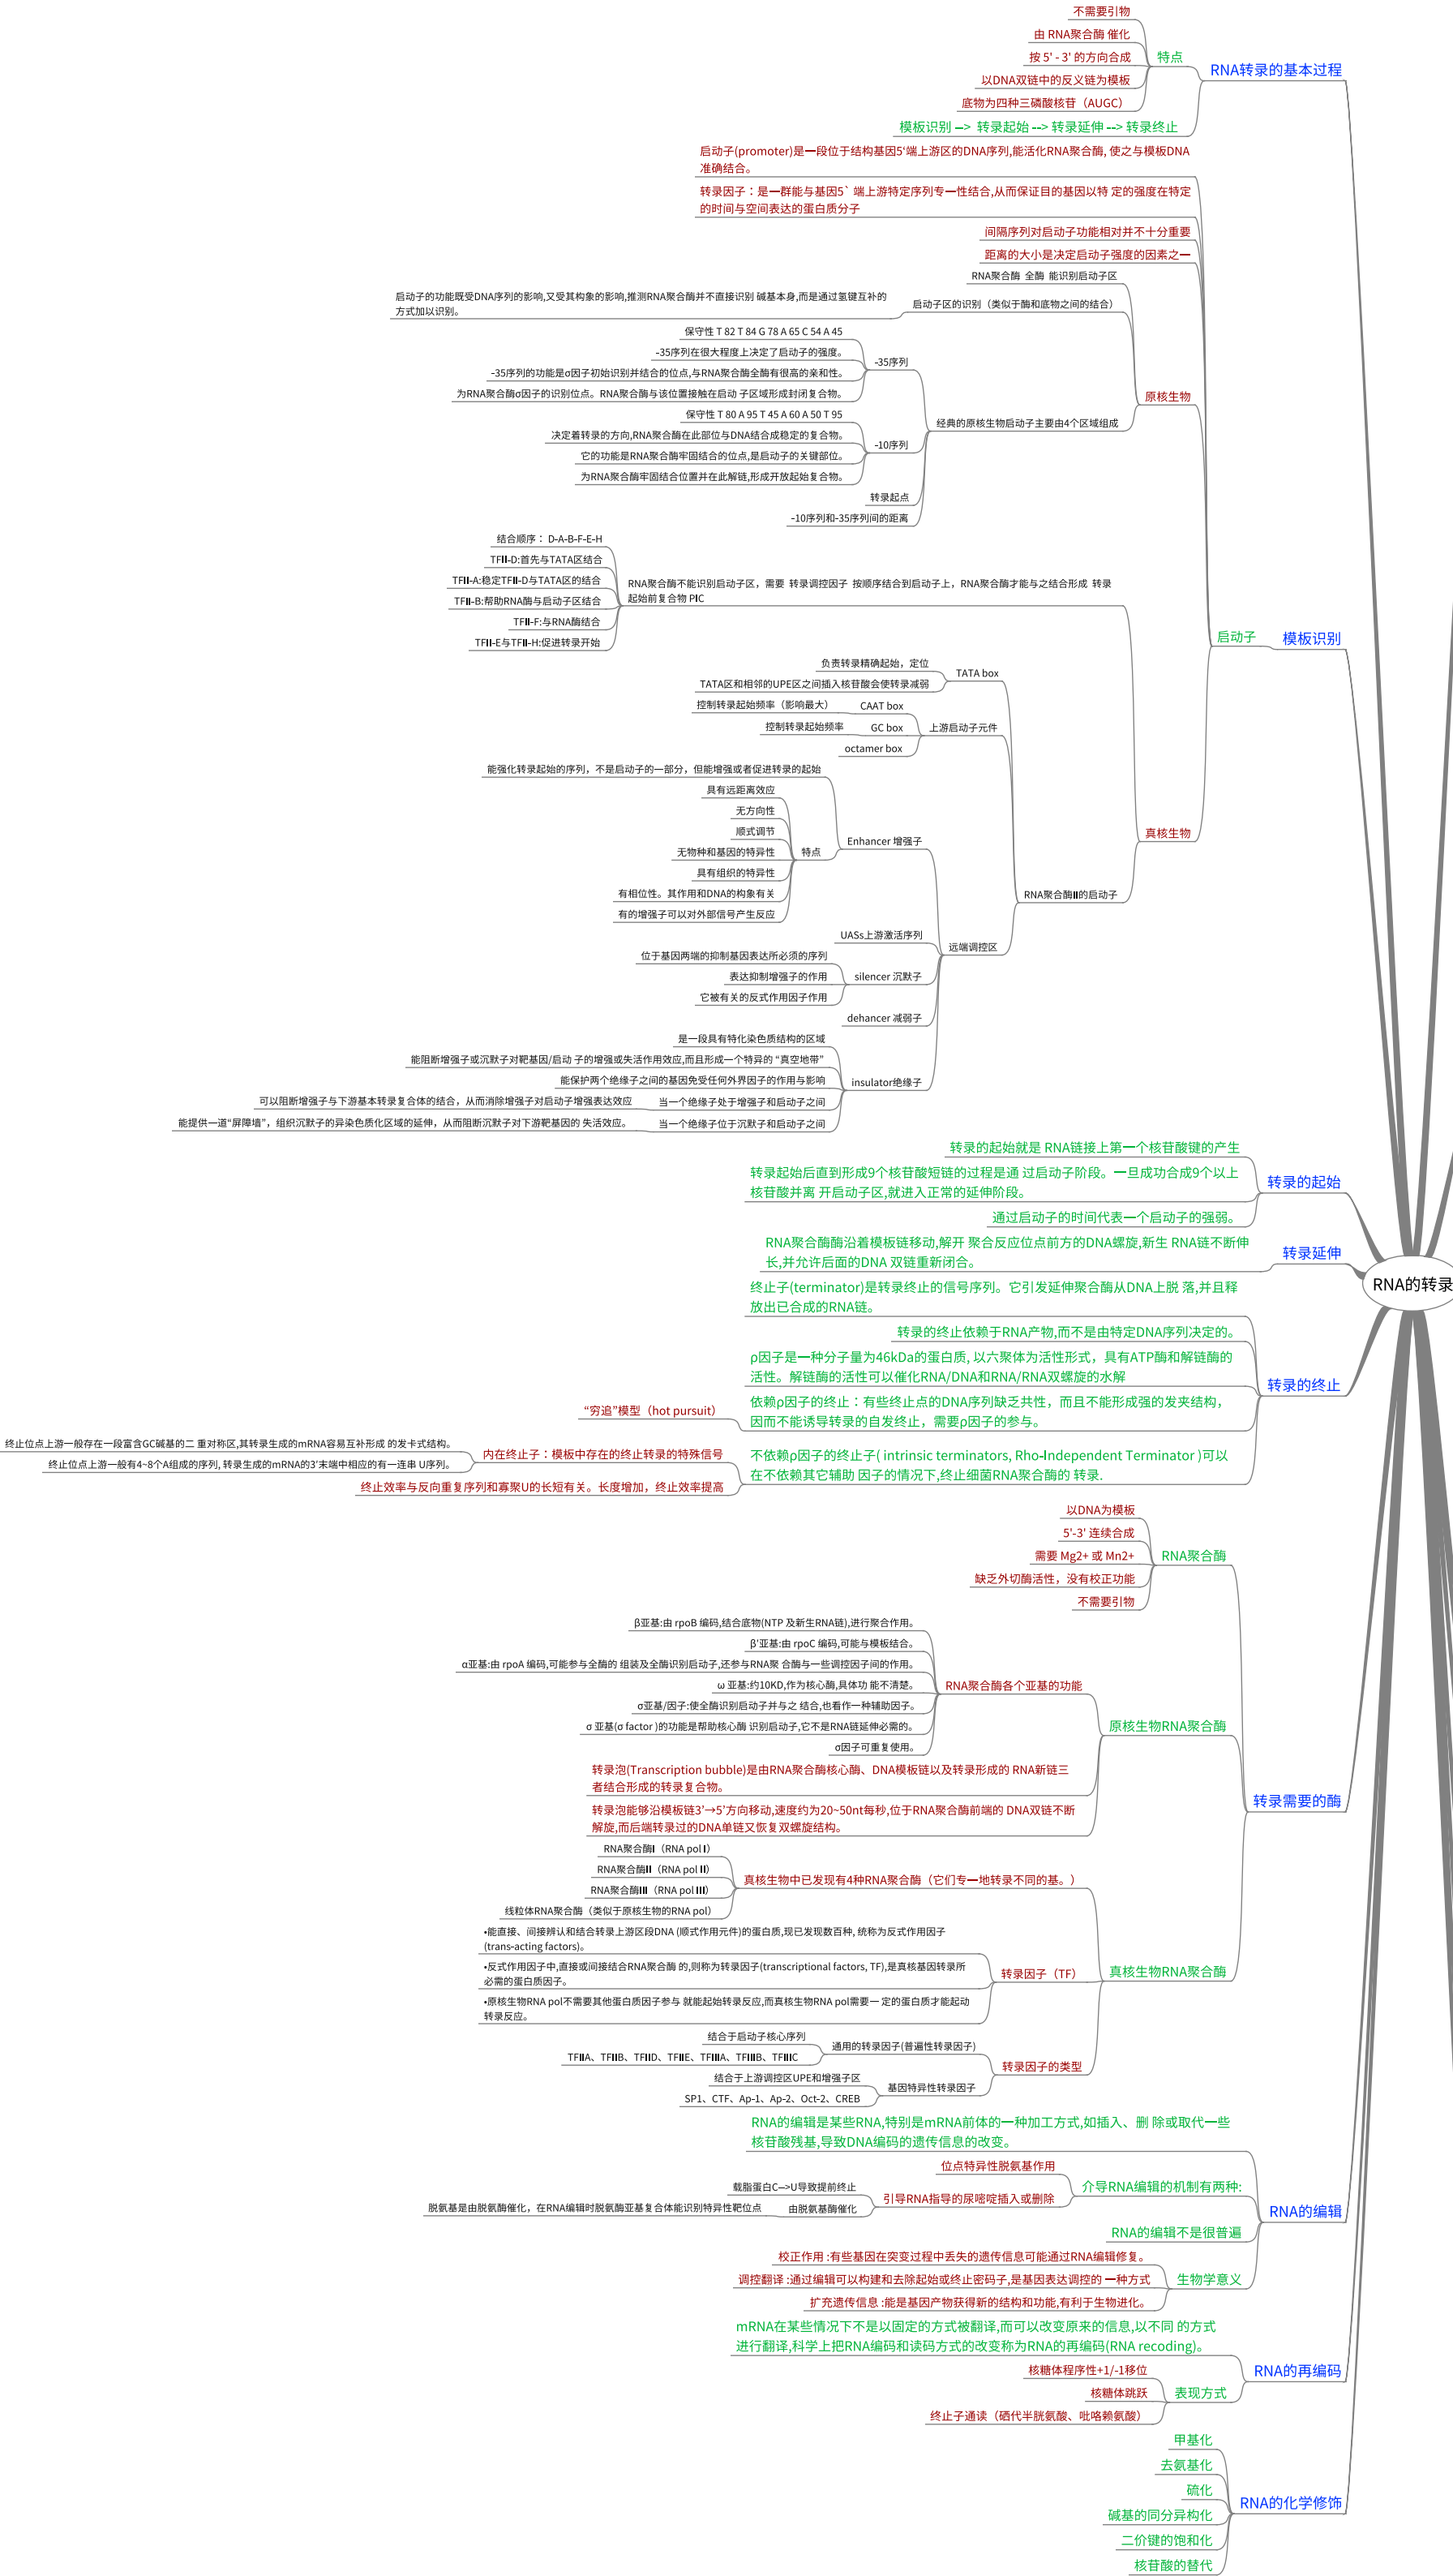 不需要引物
由 RNA聚合酶 催化
按 5' - 3' 的方向合成
以DNA双链中的反义链为模板
底物为四种三磷酸核苷（AUGC）
特点
模板识别 --> 转录起始 --> 转录延伸 --> 转录终止
RNA转录的基本过程
启动子(promoter)是一段位于结构基因5‘端上游区的DNA序列,能活化RNA聚合酶, 使之与模板DNA
准确结合。
转录因子：是一群能与基因5` 端上游特定序列专一性结合,从而保证目的基因以特 定的强度在特定
的时间与空间表达的蛋白质分子
间隔序列对启动子功能相对并不十分重要
距离的大小是决定启动子强度的因素之一
RNA聚合酶 全酶 能识别启动子区
启动子的功能既受DNA序列的影响,又受其构象的影响,推测RNA聚合酶并不直接识别 碱基本身,而是通过氢键互补的
方式加以识别。
启动子区的识别（类似于酶和底物之间的结合）
保守性 T 82 T 84 G 78 A 65 C 54 A 45
-35序列在很大程度上决定了启动子的强度。
-35序列的功能是σ因子初始识别并结合的位点,与RNA聚合酶全酶有很高的亲和性。
为RNA聚合酶σ因子的识别位点。RNA聚合酶与该位置接触在启动 子区域形成封闭复合物。
-35序列
保守性 T 80 A 95 T 45 A 60 A 50 T 95
决定着转录的方向,RNA聚合酶在此部位与DNA结合成稳定的复合物。
它的功能是RNA聚合酶牢固结合的位点,是启动子的关键部位。
为RNA聚合酶牢固结合位置并在此解链,形成开放起始复合物。
-10序列
转录起点
-10序列和-35序列间的距离
经典的原核生物启动子主要由4个区域组成
原核生物
结合顺序： D-A-B-F-E-H
TFII-D:首先与TATA区结合
TFII-A:稳定TFII-D与TATA区的结合
TFII-B:帮助RNA酶与启动子区结合
TFII-F:与RNA酶结合
TFII-E与TFII-H:促进转录开始
RNA聚合酶不能识别启动子区，需要 转录调控因子 按顺序结合到启动子上，RNA聚合酶才能与之结合形成 转录
起始前复合物 PIC
负责转录精确起始，定位
TATA区和相邻的UPE区之间插入核苷酸会使转录减弱
TATA box
控制转录起始频率（影响最大）
CAAT box
控制转录起始频率
GC box
octamer box
上游启动子元件
能强化转录起始的序列，不是启动子的一部分，但能增强或者促进转录的起始
具有远距离效应
无方向性
顺式调节
无物种和基因的特异性
具有组织的特异性
有相位性。其作用和DNA的构象有关
有的增强子可以对外部信号产生反应
特点
Enhancer 增强子
UASs上游激活序列
位于基因两端的抑制基因表达所必须的序列
表达抑制增强子的作用
它被有关的反式作用因子作用
silencer 沉默子
dehancer 减弱子
是一段具有特化染色质结构的区域
能阻断增强子或沉默子对靶基因/启动 子的增强或失活作用效应,而且形成一个特异的 “真空地带”
能保护两个绝缘子之间的基因免受任何外界因子的作用与影响
可以阻断增强子与下游基本转录复合体的结合，从而消除增强子对启动子增强表达效应
当一个绝缘子处于增强子和启动子之间
能提供一道“屏障墙”，组织沉默子的异染色质化区域的延伸，从而阻断沉默子对下游靶基因的 失活效应。
当一个绝缘子位于沉默子和启动子之间
insulator绝缘子
远端调控区
RNA聚合酶II的启动子
真核生物
启动子
模板识别
转录的起始就是 RNA链接上第一个核苷酸键的产生
转录起始后直到形成9个核苷酸短链的过程是通 过启动子阶段。一旦成功合成9个以上
核苷酸并离 开启动子区,就进入正常的延伸阶段。
通过启动子的时间代表一个启动子的强弱。
转录的起始
RNA聚合酶酶沿着模板链移动,解开 聚合反应位点前方的DNA螺旋,新生 RNA链不断伸
长,并允许后面的DNA 双链重新闭合。
转录延伸
RNA的转录
终止子(terminator)是转录终止的信号序列。它引发延伸聚合酶从DNA上脱 落,并且释
放出已合成的RNA链。
转录的终止依赖于RNA产物,而不是由特定DNA序列决定的。
ρ因子是一种分子量为46kDa的蛋白质, 以六聚体为活性形式，具有ATP酶和解链酶的
活性。解链酶的活性可以催化RNA/DNA和RNA/RNA双螺旋的水解
依赖ρ因子的终止：有些终止点的DNA序列缺乏共性，而且不能形成强的发夹结构，
因而不能诱导转录的自发终止，需要ρ因子的参与。
“穷追”模型（hot pursuit）
终止位点上游一般存在一段富含GC碱基的二 重对称区,其转录生成的mRNA容易互补形成 的发卡式结构。
终止位点上游一般有4~8个A组成的序列, 转录生成的mRNA的3’末端中相应的有一连串 U序列。
内在终止子：模板中存在的终止转录的特殊信号
终止效率与反向重复序列和寡聚U的长短有关。长度增加，终止效率提高
不依赖ρ因子的终止子( intrinsic terminators, Rho-Independent Terminator )可以
在不依赖其它辅助 因子的情况下,终止细菌RNA聚合酶的 转录.
转录的终止
以DNA为模板
5'-3' 连续合成
需要 Mg2+ 或 Mn2+
缺乏外切酶活性，没有校正功能
不需要引物
RNA聚合酶
β亚基:由 rpoB 编码,结合底物(NTP 及新生RNA链),进行聚合作用。
β’亚基:由 rpoC 编码,可能与模板结合。
α亚基:由 rpoA 编码,可能参与全酶的 组装及全酶识别启动子,还参与RNA聚 合酶与一些调控因子间的作用。
ω 亚基:约10KD,作为核心酶,具体功 能不清楚。
σ亚基/因子:使全酶识别启动子并与之 结合,也看作一种辅助因子。
σ 亚基(σ factor )的功能是帮助核心酶 识别启动子,它不是RNA链延伸必需的。
σ因子可重复使用。
RNA聚合酶各个亚基的功能
转录泡(Transcription bubble)是由RNA聚合酶核心酶、DNA模板链以及转录形成的 RNA新链三
者结合形成的转录复合物。
转录泡能够沿模板链3’→5’方向移动,速度约为20~50nt每秒,位于RNA聚合酶前端的 DNA双链不断
解旋,而后端转录过的DNA单链又恢复双螺旋结构。
原核生物RNA聚合酶
RNA聚合酶I（RNA pol I）
RNA聚合酶II（RNA pol II）
RNA聚合酶III（RNA pol III）
线粒体RNA聚合酶（类似于原核生物的RNA pol）
真核生物中已发现有4种RNA聚合酶（它们专一地转录不同的基。）
•能直接、间接辨认和结合转录上游区段DNA (顺式作用元件)的蛋白质,现已发现数百种, 统称为反式作用因子
(trans-acting factors)。
•反式作用因子中,直接或间接结合RNA聚合酶 的,则称为转录因子(transcriptional factors, TF),是真核基因转录所
必需的蛋白质因子。
•原核生物RNA pol不需要其他蛋白质因子参与 就能起始转录反应,而真核生物RNA pol需要一 定的蛋白质才能起动
转录反应。
转录因子（TF）
结合于启动子核心序列
TFIIA、TFIIB、TFIID、TFIIE、TFIIIA、TFIIIB、TFIIIC
通用的转录因子(普遍性转录因子)
结合于上游调控区UPE和增强子区
SP1、CTF、Ap-1、Ap-2、Oct-2、CREB
基因特异性转录因子
转录因子的类型
真核生物RNA聚合酶
转录需要的酶
RNA的编辑是某些RNA,特别是mRNA前体的一种加工方式,如插入、删 除或取代一些
核苷酸残基,导致DNA编码的遗传信息的改变。
位点特异性脱氨基作用
载脂蛋白C-->U导致提前终止
脱氨基是由脱氨酶催化，在RNA编辑时脱氨酶亚基复合体能识别特异性靶位点
由脱氨基酶催化
引导RNA指导的尿嘧啶插入或删除
介导RNA编辑的机制有两种:
RNA的编辑不是很普遍
校正作用 :有些基因在突变过程中丢失的遗传信息可能通过RNA编辑修复。
调控翻译 :通过编辑可以构建和去除起始或终止密码子,是基因表达调控的 一种方式
扩充遗传信息 :能是基因产物获得新的结构和功能,有利于生物进化。
生物学意义
RNA的编辑
mRNA在某些情况下不是以固定的方式被翻译,而可以改变原来的信息,以不同 的方式
进行翻译,科学上把RNA编码和读码方式的改变称为RNA的再编码(RNA recoding)。
核糖体程序性+1/-1移位
核糖体跳跃
终止子通读（硒代半胱氨酸、吡咯赖氨酸）
表现方式
RNA的再编码
甲基化
去氨基化
硫化
碱基的同分异构化
二价键的饱和化
核苷酸的替代
RNA的化学修饰